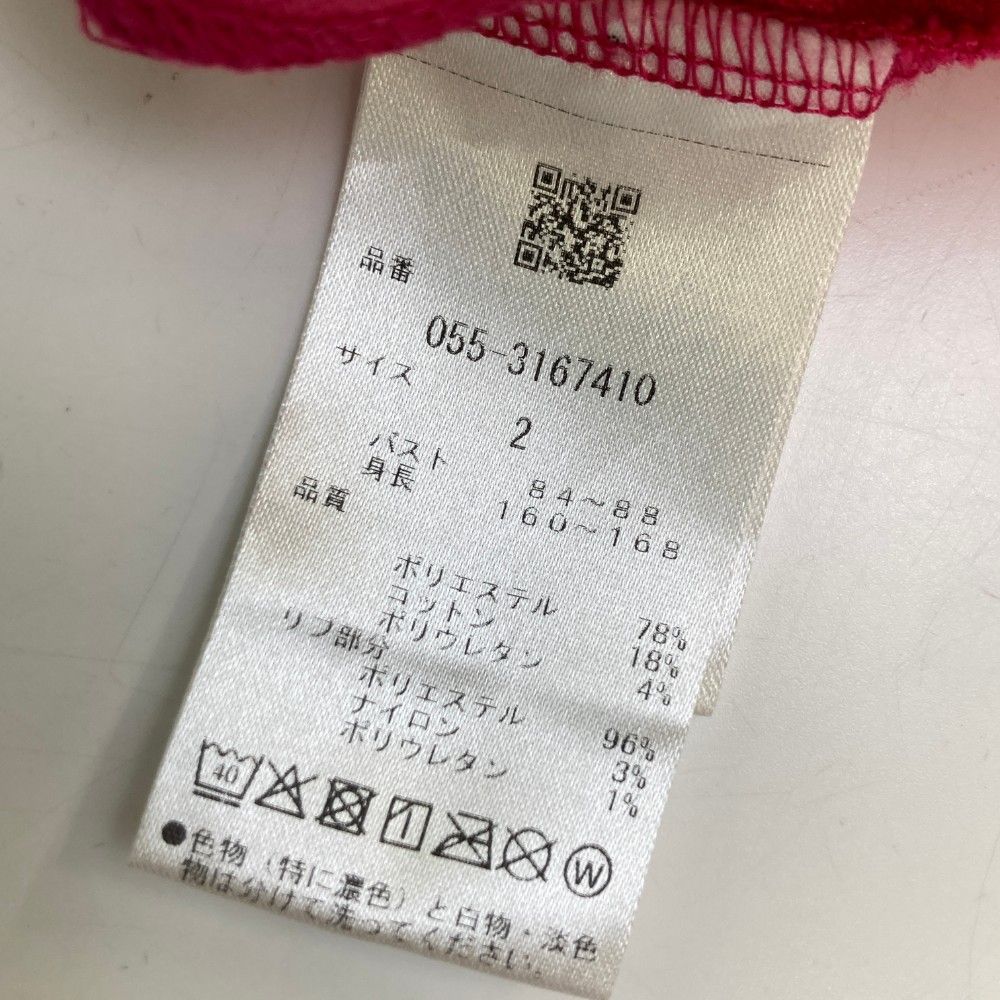 品番
055-3167410
サイズ
2
バスト 84~88
身長 160~168
品質
ポリエステル 78%
コットン 18%
ポリウレタン 4%
リブ部分
ポリエステル 96%
ナイロン 3%
ポリウレタン 1%
40
W
●色物(特に濃色)と白物・淡色
物は分けて洗ってください。